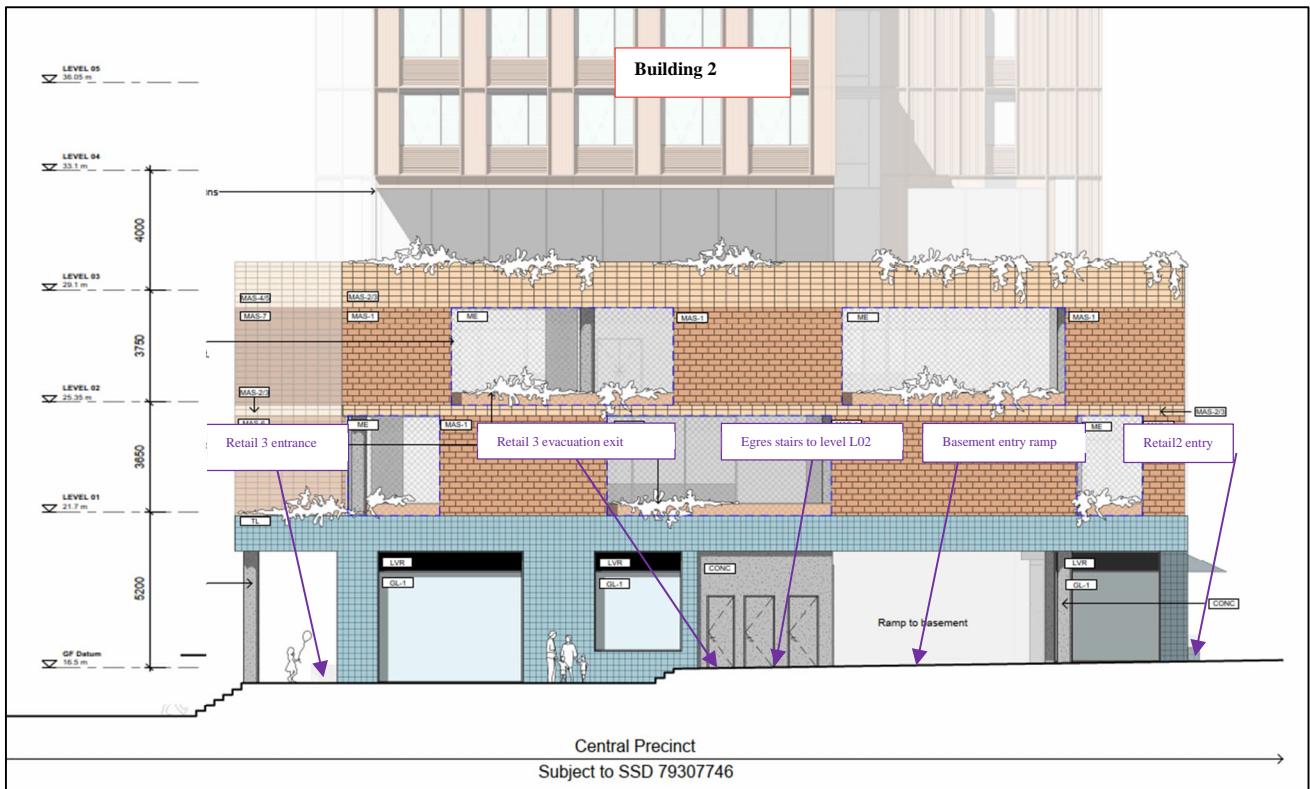 Building 2
LEVEL 05
36.05 m
LEVEL 04
33.1 m
ons
4000
LEVEL 03
29.1 m
MAS-4/5
MAS-2/3
MAS-7
MAS-1
ME
MAS-1
ME
MAS-1
3750
LEVEL 02
25.35 m
MAS-2/3
MAS-2/3
ME
MAS-1
ME
Retail 3 entrance
Retail 3 evacuation exit
Egres stairs to level L02
Basement entry ramp
Retail2 entry
3650
LEVEL 01
21.7 m
TL
LVR
GL-1
LVR
GL-1
CONC
LVR
GL-1
CONC
5200
Ramp to basement
GF Datum
16.5 m
Central Precinct
Subject to SSD 79307746